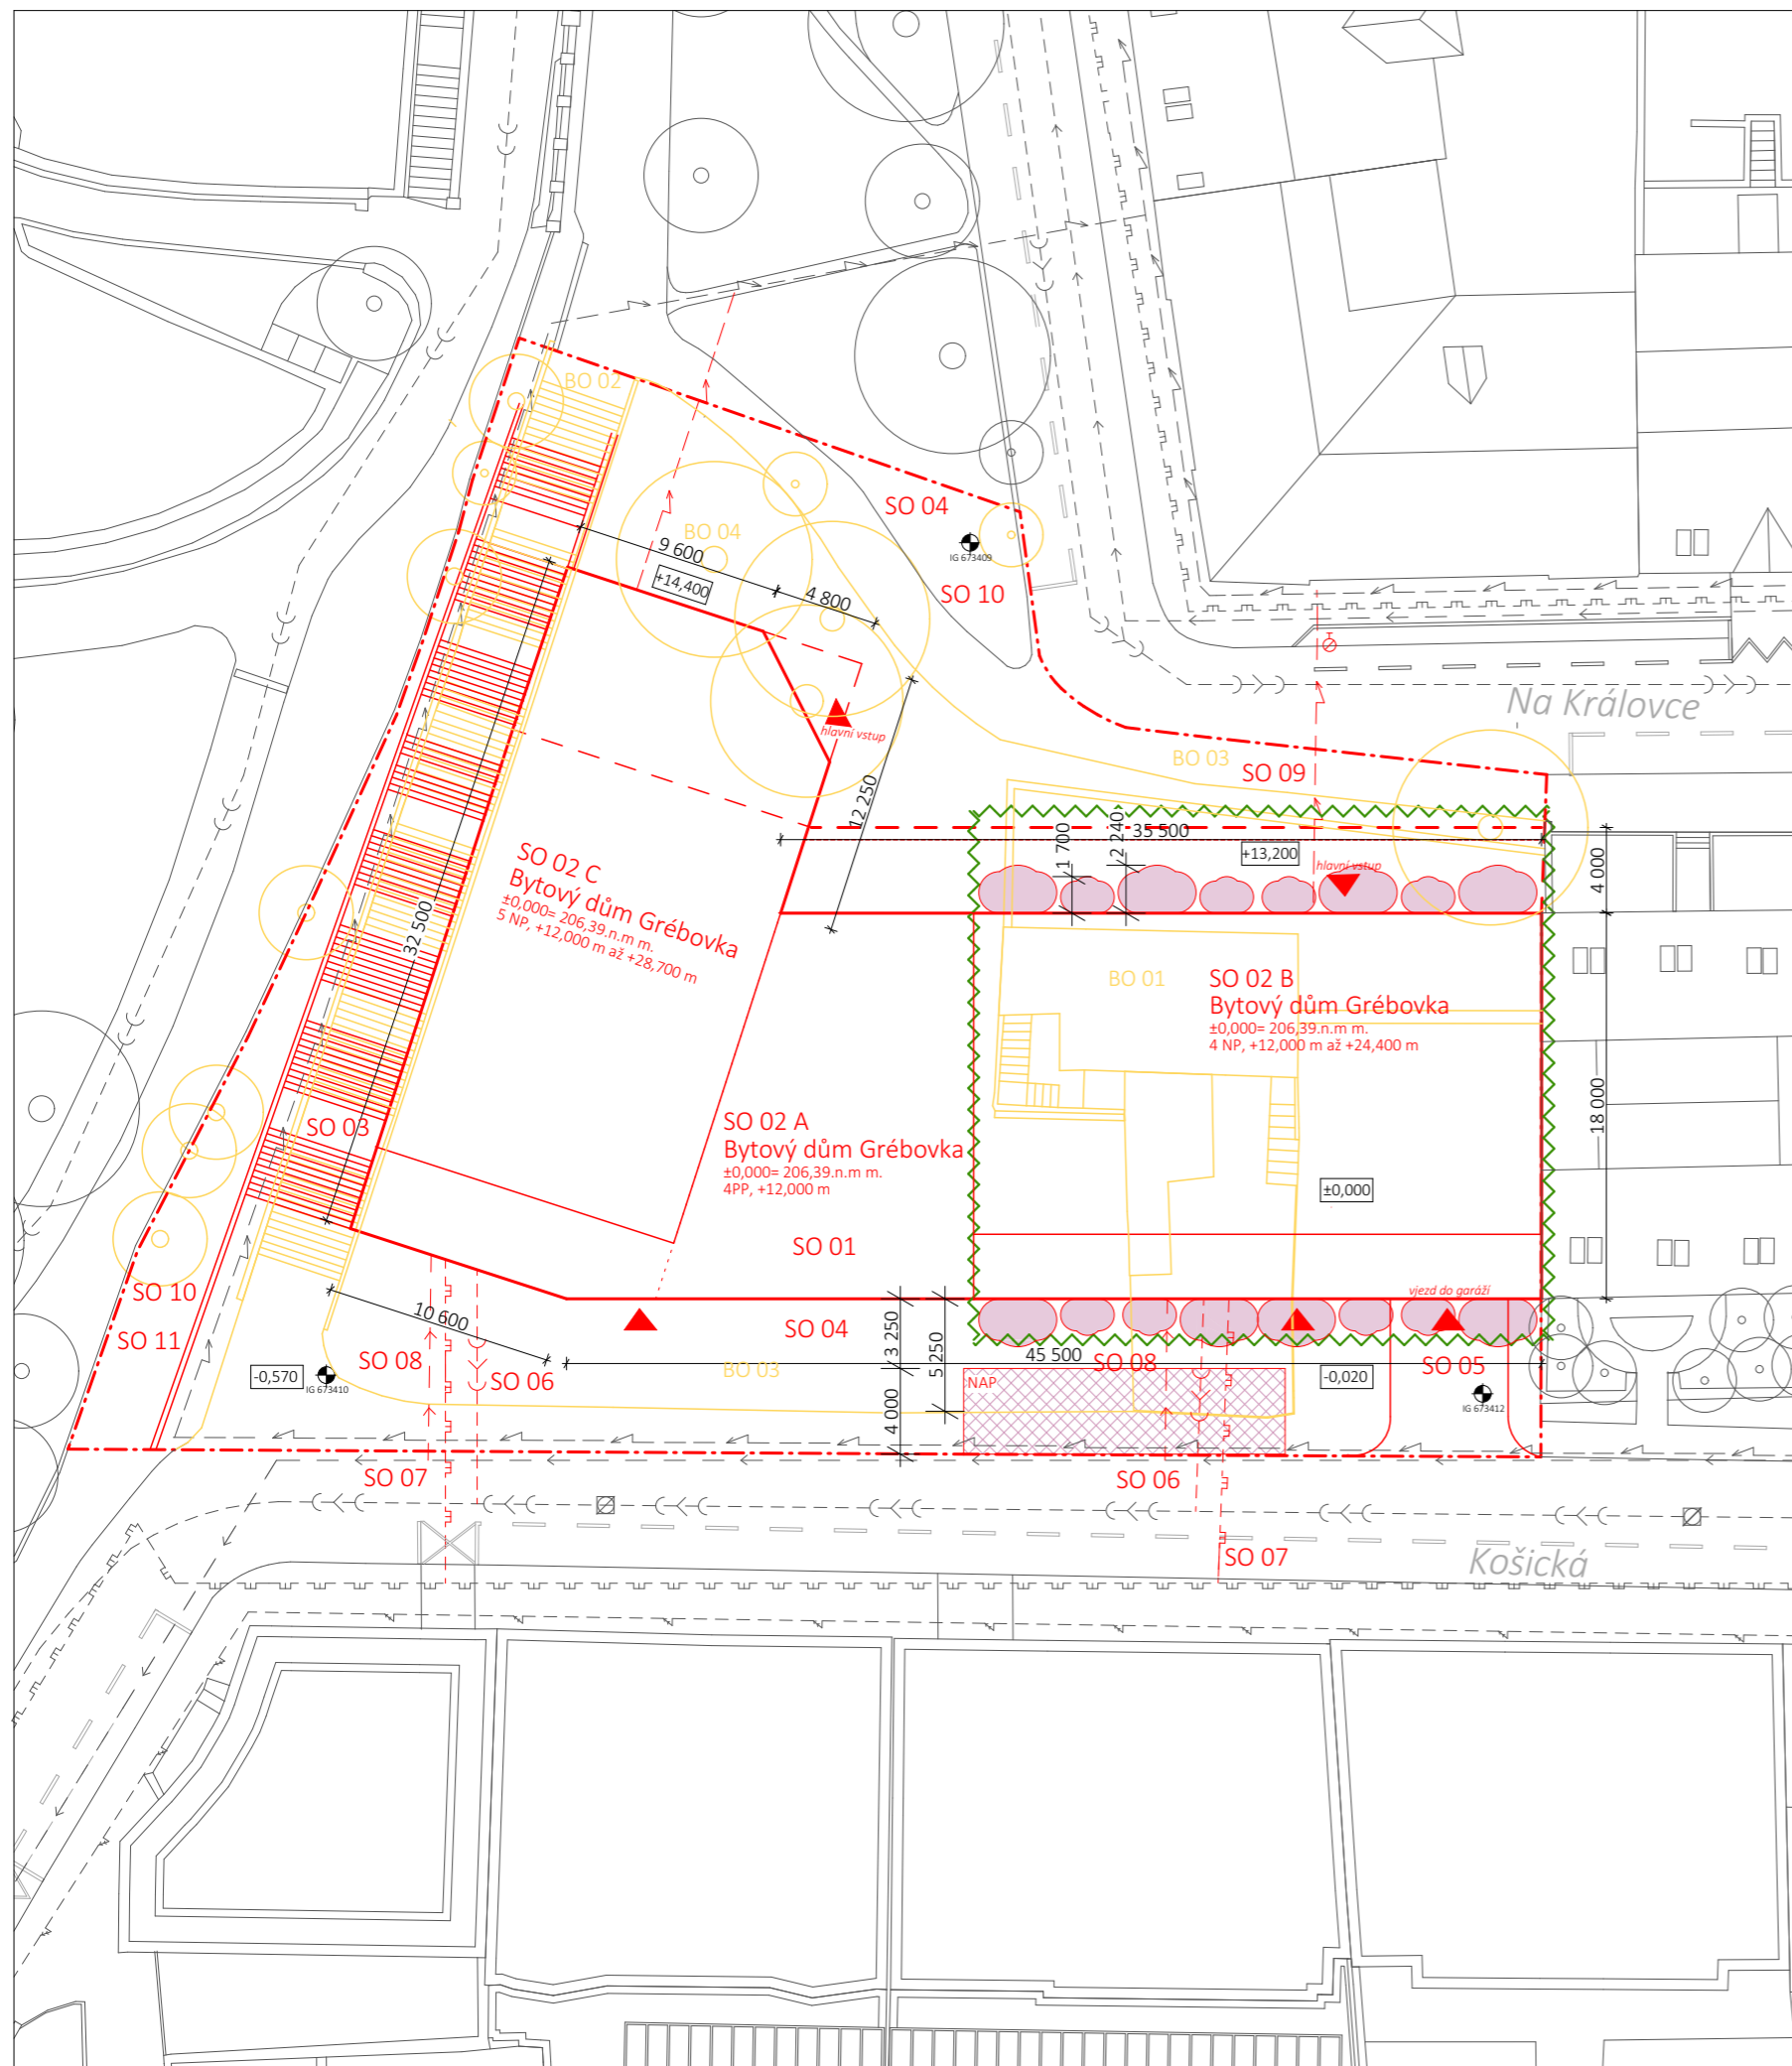 BO 02
SO 04
BO 04
9 600
+14,400
4 800
IG 673409
SO 10
Na Královce
hlavní vstup
BO 03
SO 09
12 250
1 700
2 240
35 500
+13,200
hlavní vstup
4 000
SO 02 C
Bytový dům Grébovka
±0,000= 206,39.n.m m.
5 NP, +12,000 m až +28,700 m
32 500
BO 01
SO 02 B
Bytový dům Grébovka
±0,000= 206,39.n.m m.
4 NP, +12,000 m až +24,400 m
18 000
SO 03
SO 02 A
Bytový dům Grébovka
±0,000= 206,39.n.m m.
4PP, +12,000 m
±0,000
SO 01
SO 10
10 600
vjezd do garáží
SO 11
SO 04
3 250
5 250
45 500
SO 08
SO 08
SO 05
-0,570
IG 673410
SO 06
BO 03
NAP
-0,020
IG 673412
4 000
SO 07
SO 06
SO 07
Košická